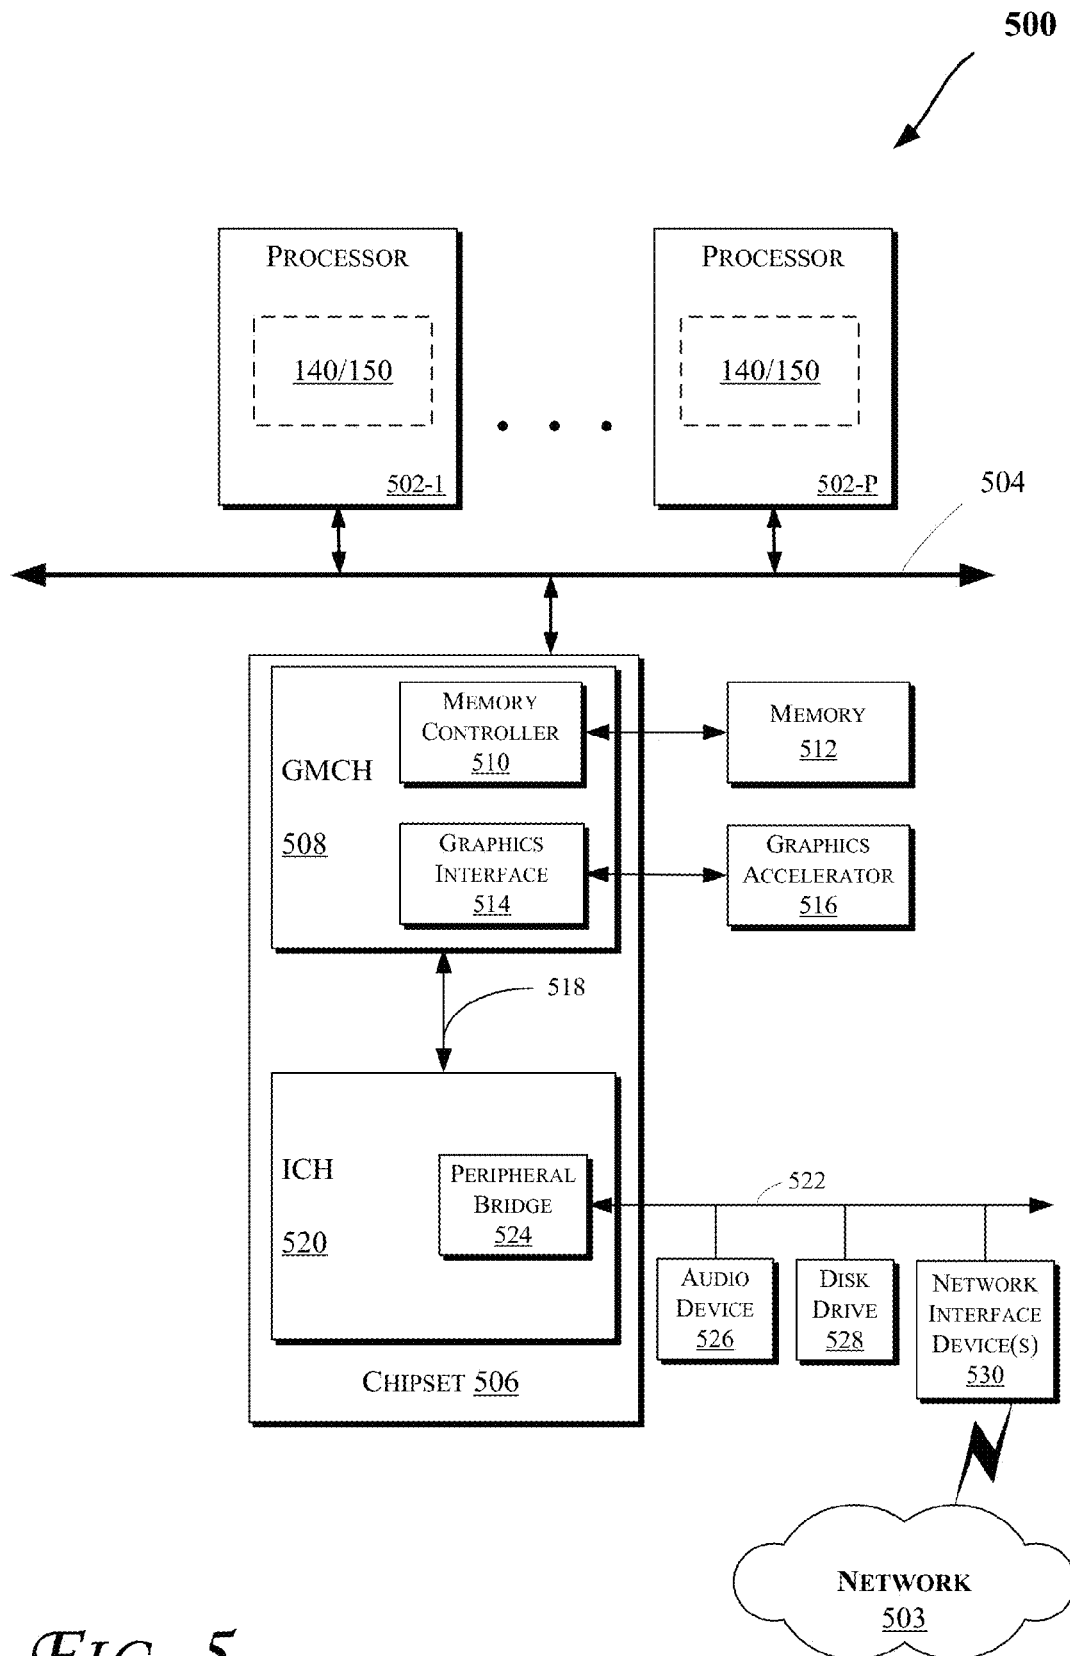 500
PROCESSOR
140/150
502-1
PROCESSOR
140/150
502-P
504
GMCH
508
MEMORY
CONTROLLER
510
MEMORY
512
GRAPHICS
INTERFACE
514
GRAPHICS
ACCELERATOR
516
518
ICH
520
PERIPHERAL
BRIDGE
524
522
AUDIO
DEVICE
526
DISK
DRIVE
528
NETWORK
INTERFACE
DEVICE(S)
530
CHIPSET 506
NETWORK
503
FIG. 5